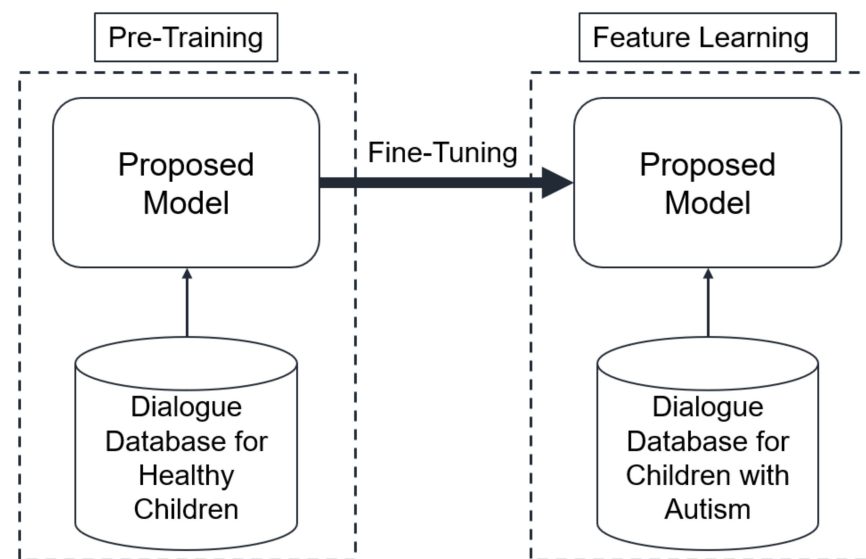 Pre-Training
Feature Learning
Proposed
Model
Fine-Tuning
Proposed
Model
Dialogue
Database for
Healthy
Children
Dialogue
Database for
Children with
Autism